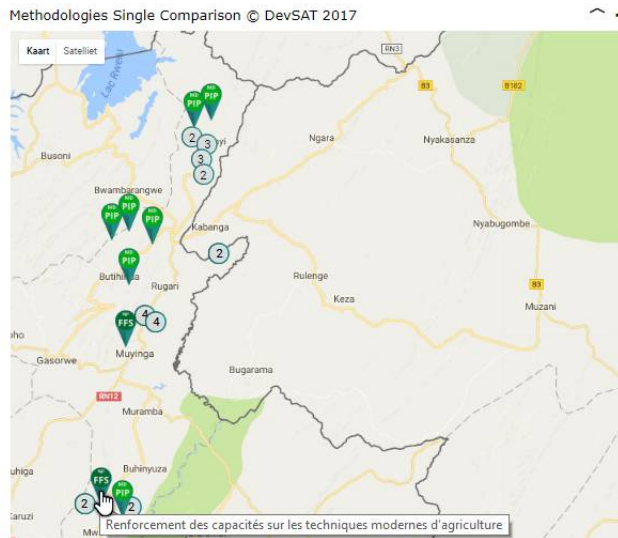 Methodologies Single Comparison © DevSAT 2017
Kaart Satelliet
Lac Rweru
RN3
B3
B182
PIP PIP
2
3
3
2
Ngara
Nyakasanza
Busoni
Bwambarangwe
PIP PIP PIP
Kabanga
2
Nyabugombe
PIP
Rugari
Rulenge
B3
Keza
Muzani
FFS
4 4
Muyinga
Gasorwe
Bugarama
RN12
Muramba
Buhinyuza
FFS
PIP
2
2
Karuzi
Renforcement des capacités sur les techniques modernes d'agriculture